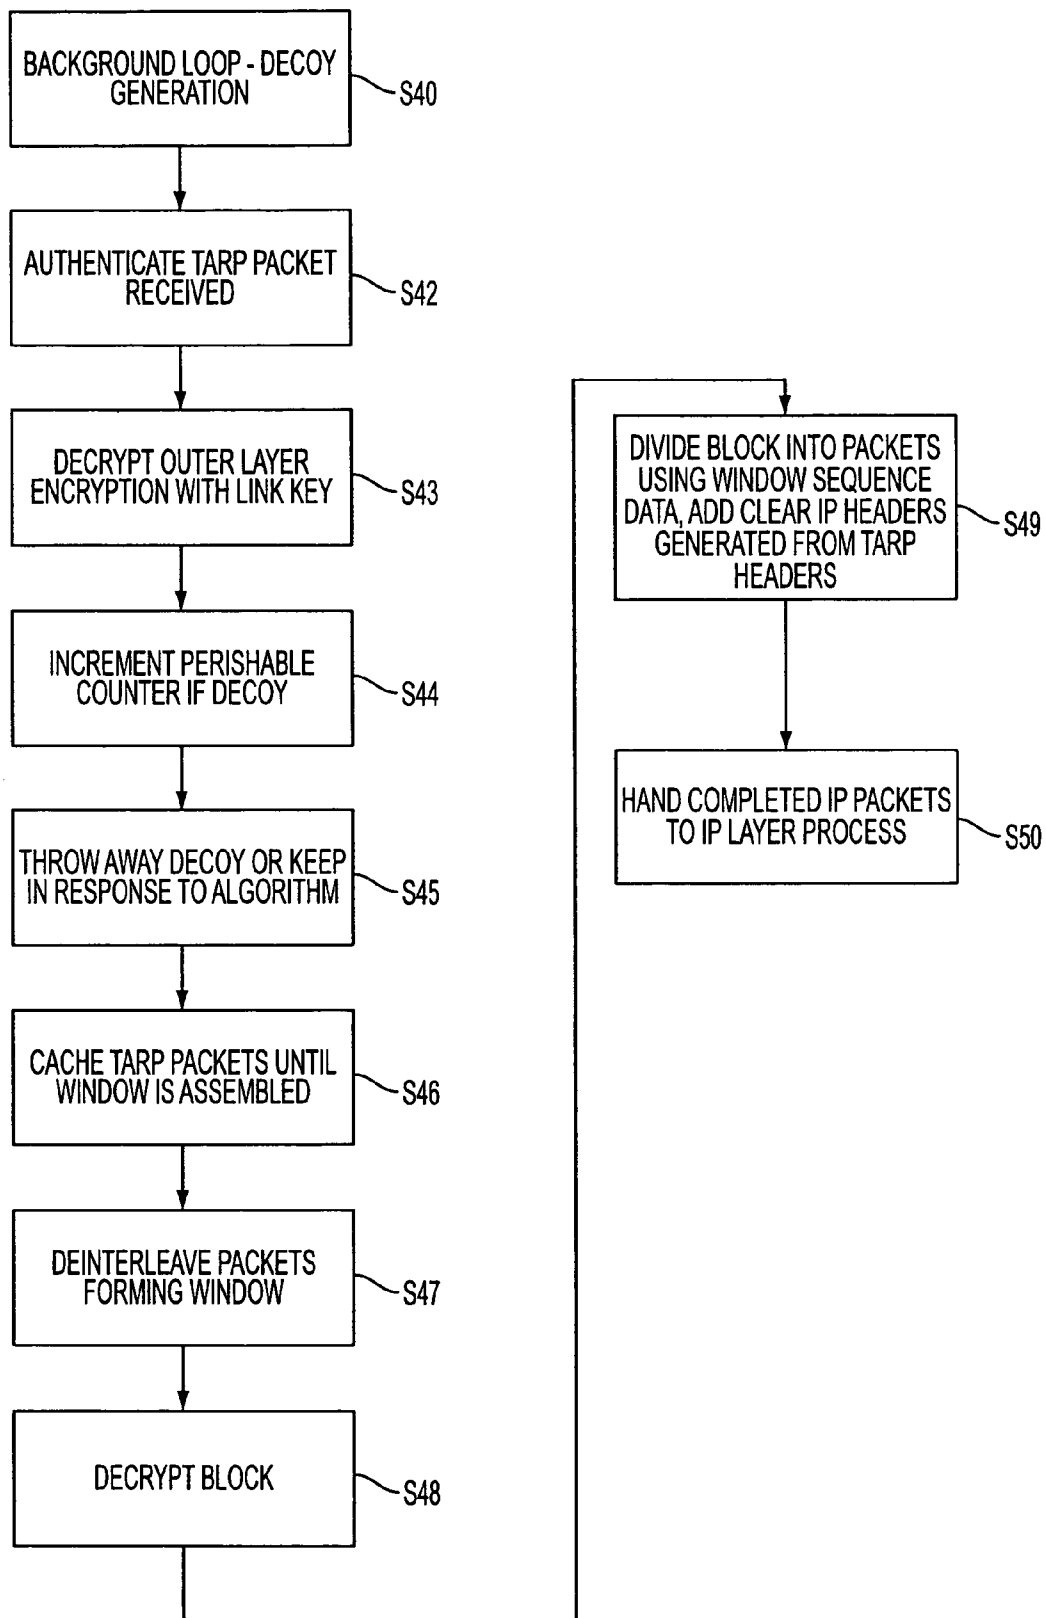 BACKGROUND LOOP - DECOY
GENERATION
S40
AUTHENTICATE TARP PACKET
RECEIVED
S42
DECRYPT OUTER LAYER
ENCRYPTION WITH LINK KEY
S43
INCREMENT PERISHABLE
COUNTER IF DECOY
S44
THROW AWAY DECOY OR KEEP
IN RESPONSE TO ALGORITHM
S45
CACHE TARP PACKETS UNTIL
WINDOW IS ASSEMBLED
S46
DEINTERLEAVE PACKETS
FORMING WINDOW
S47
DECRYPT BLOCK
S48
DIVIDE BLOCK INTO PACKETS
USING WINDOW SEQUENCE
DATA, ADD CLEAR IP HEADERS
GENERATED FROM TARP
HEADERS
S49
HAND COMPLETED IP PACKETS
TO IP LAYER PROCESS
S50